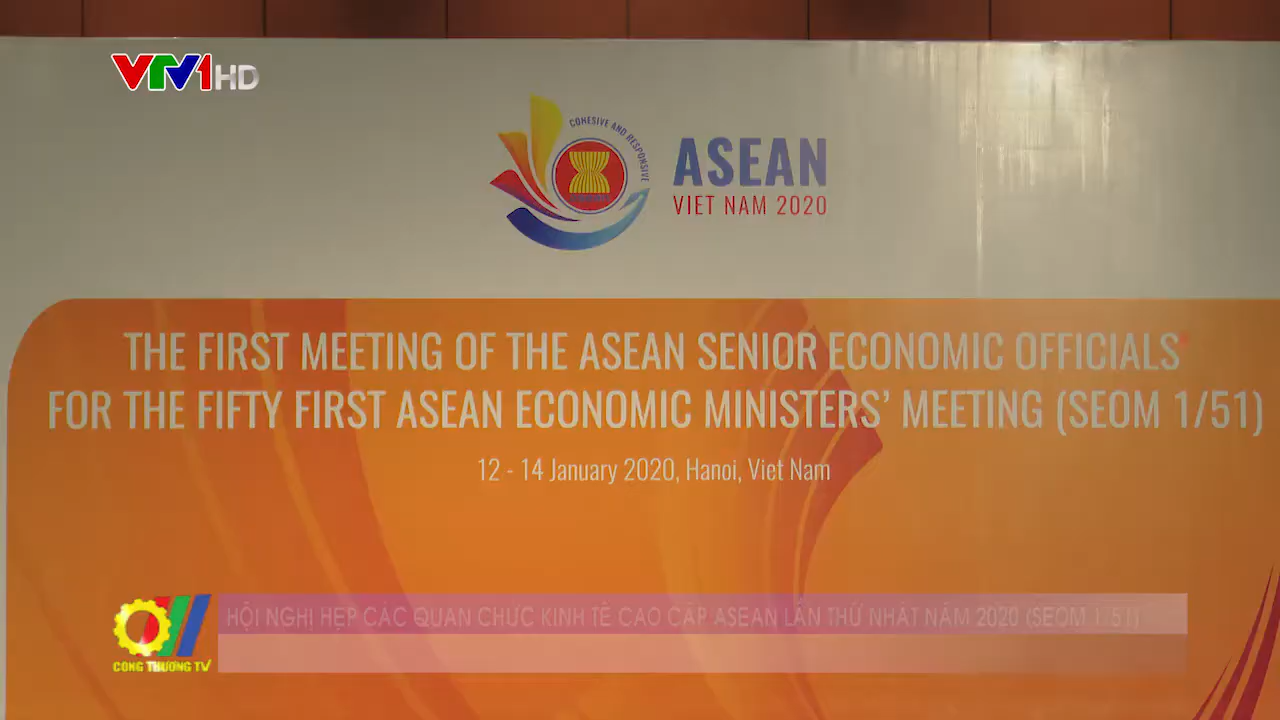 VTV1 HD
COHESIVE AND RESPONSIVE
ASEAN
VIET NAM 2020
THE FIRST MEETING OF THE ASEAN SENIOR ECONOMIC OFFICIALS
FOR THE FIFTY FIRST ASEAN ECONOMIC MINISTERS' MEETING (SEOM 1/51)
12 - 14 January 2020, Hanoi, Viet Nam
HỘI NGHỊ HẸP CÁC QUAN CHỨC KINH TẾ CAO CẤP ASEAN LẦN THỨ NHẤT NĂM 2020 (SEOM 1/51)
CÔNG THƯƠNG TV